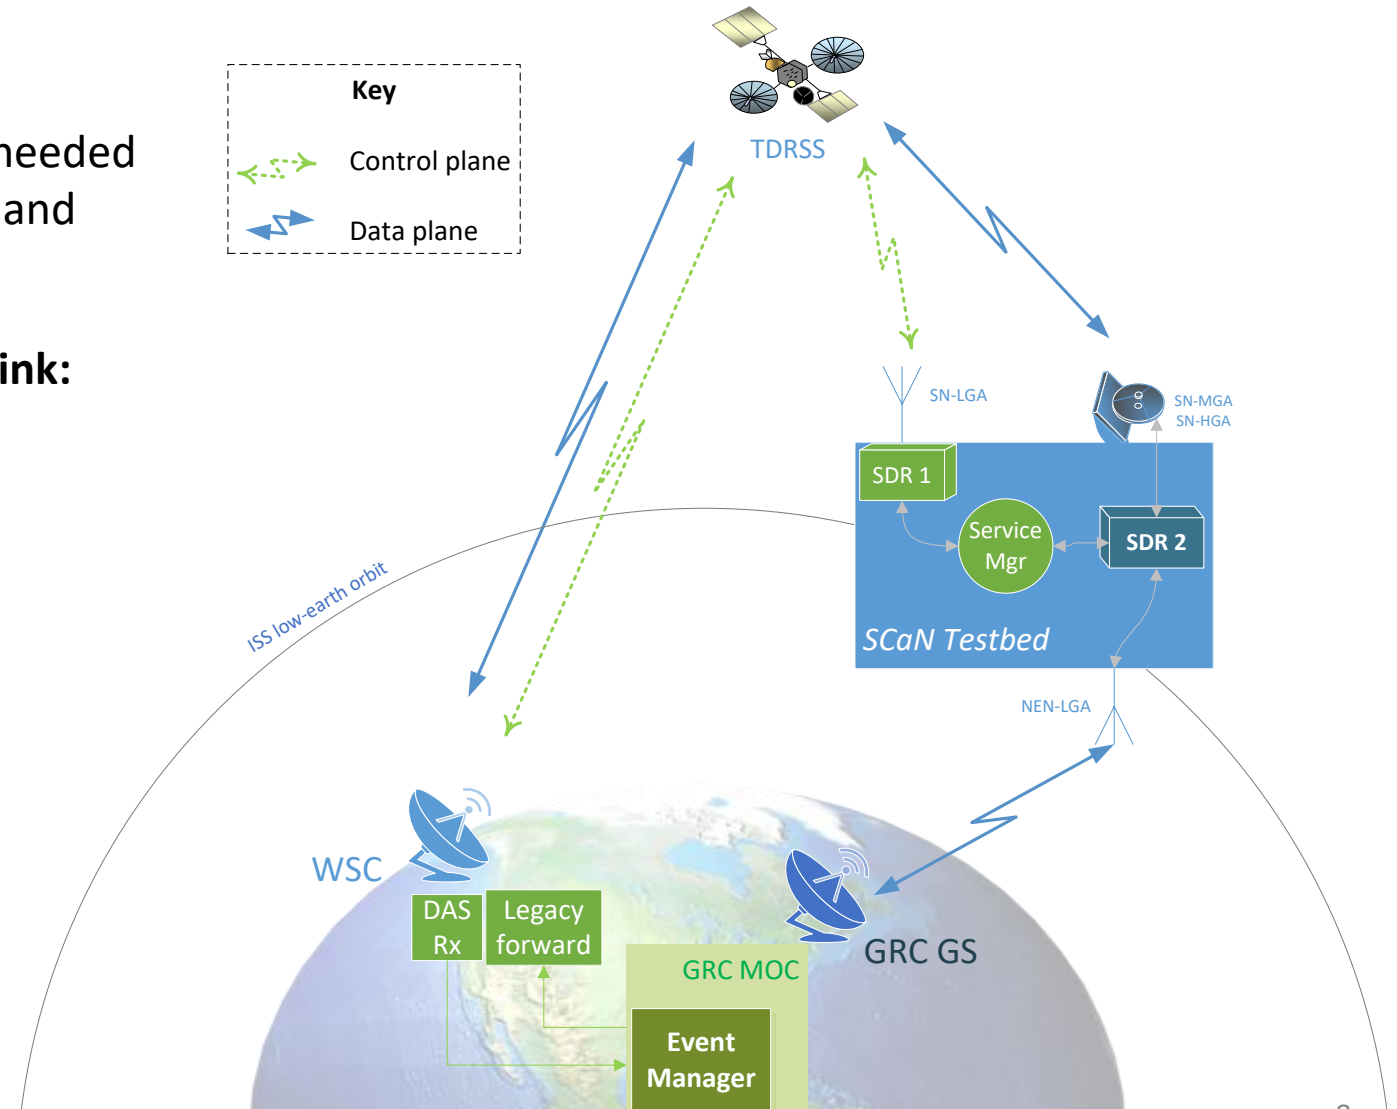 needed
and
ink:
Key
Control plane
Data plane
TDRSS
SN-LGA
SN-MGA
SN-HGA
SDR 1
Service
Mgr
SDR 2
SCaN Testbed
ISS low-earth orbit
NEN-LGA
WSC
DAS
Rx
Legacy
forward
GRC GS
GRC MOC
Event
Manager